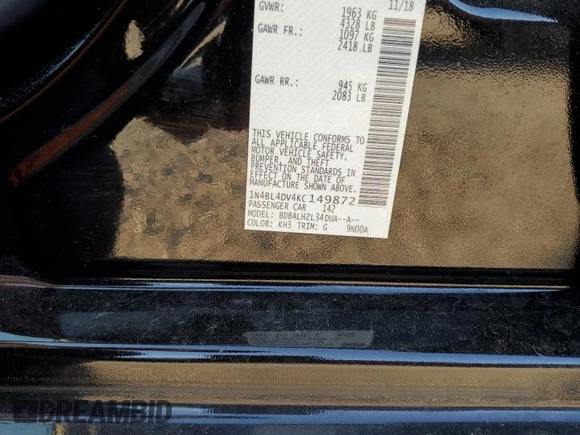 11/18
GVWR: 1963 KG
4328 LB
GAWR FR.: 1097 KG
2418.LB
GAWR RR.: 945 KG
2083 LB
THIS VEHICLE CONFORMS TO
ALL APPLICABLE FEDERAL
MOTOR VEHICLE SAFETY,
BUMPER, AND THEFT
PREVENTION STANDARDS IN
EFFECT ON THE DATE OF
MANUFACTURE SHOWN ABOVE.
1N4BL4DV4KC149872
PASSENGER CAR 142
MODEL: BDBALHZL34DUA--A--
COLOR: KH3 TRIM: G 9N00A
DREAMBID